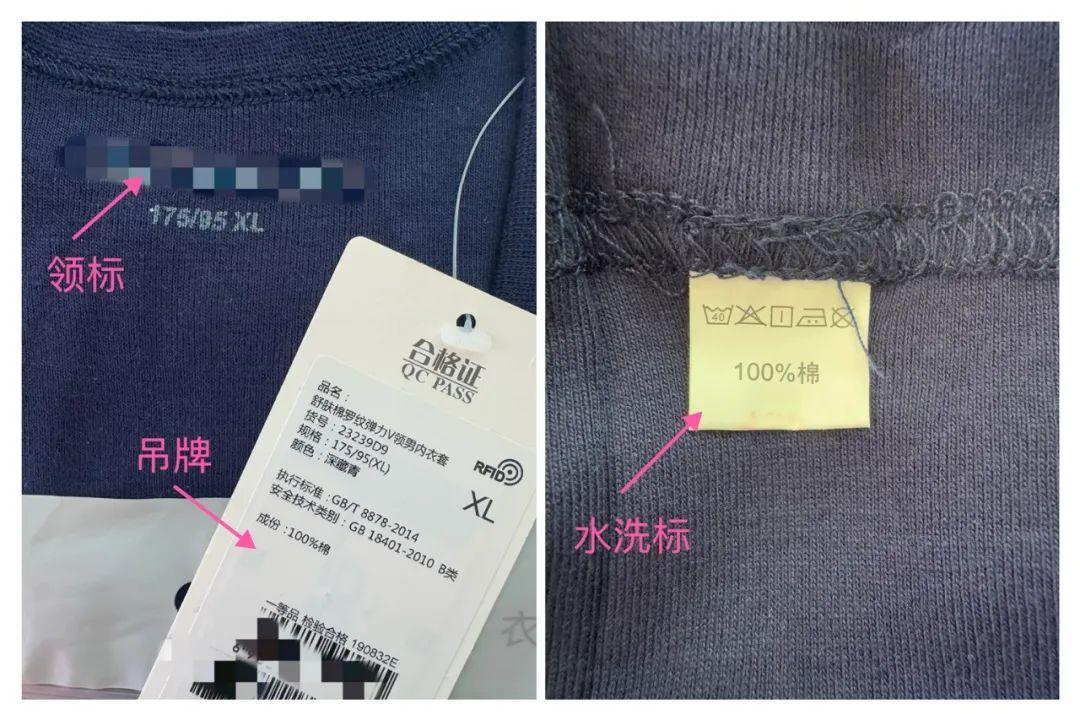 175/95 XL
领标
合格证
QC PASS
品名：
舒肤棉罗纹弹力V领男内衣套
货号：23239D9
规格：175/95(XL)
颜色：深藏青
RFID
XL
执行标准：GB/T 8878-2014
安全技术类别：GB 18401-2010 B类
成份：100%棉
一等品 检验合格 190832E
吊牌
衣
40
100%棉
水洗标